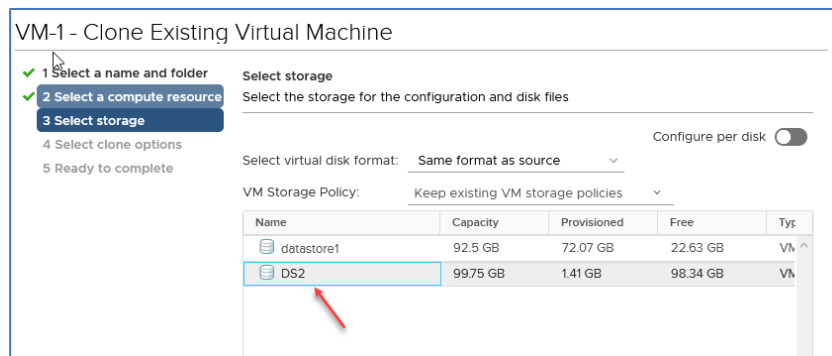 VM-1 - Clone Existing Virtual Machine
1 Select a name and folder
2 Select a compute resource
3 Select storage
4 Select clone options
5 Ready to complete
Select storage
Select the storage for the configuration and disk files
Configure per disk
Select virtual disk format: Same format as source
VM Storage Policy: Keep existing VM storage policies
Name Capacity Provisioned Free
datastore1 92.5 GB 72.07 GB 22.63 GB
DS2 99.75 GB 1.41 GB 98.34 GB